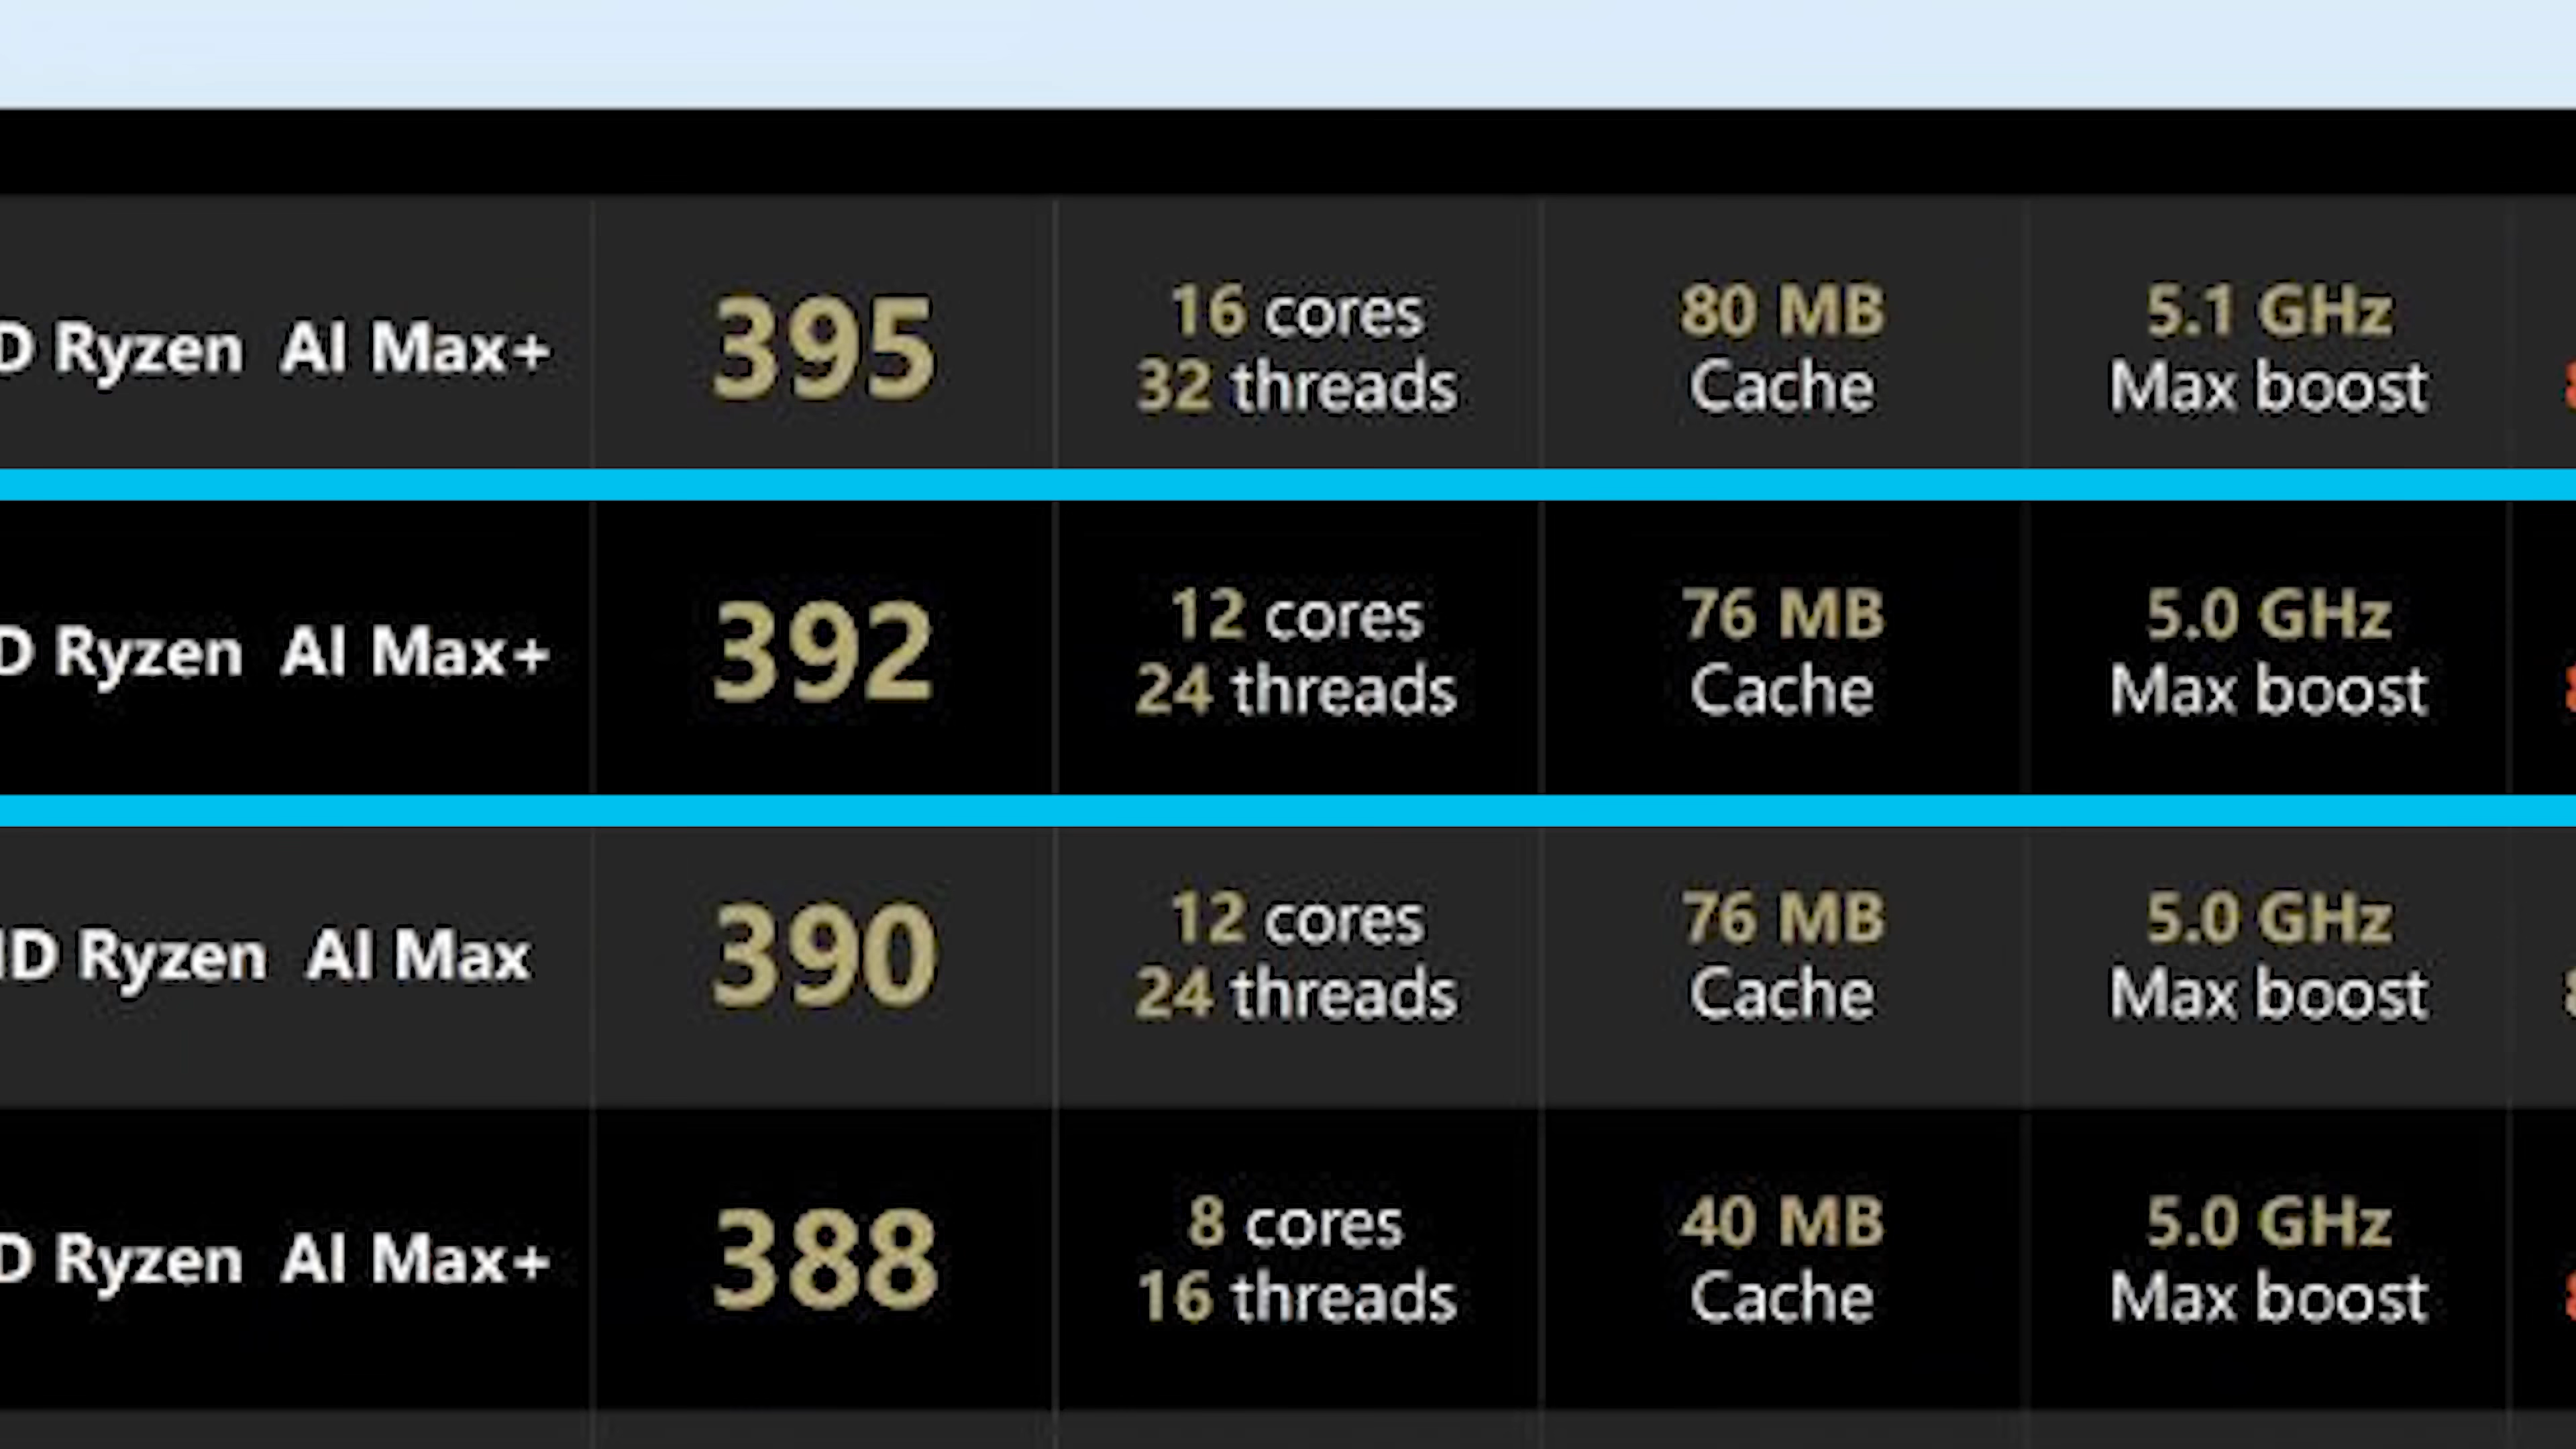 D Ryzen AI Max+ 395 16 cores 80 MB 5.1 GHz
32 threads Cache Max boost
D Ryzen AI Max+ 392 12 cores 76 MB 5.0 GHz
24 threads Cache Max boost
D Ryzen AI Max 390 12 cores 76 MB 5.0 GHz
24 threads Cache Max boost
D Ryzen AI Max+ 388 8 cores 40 MB 5.0 GHz
16 threads Cache Max boost